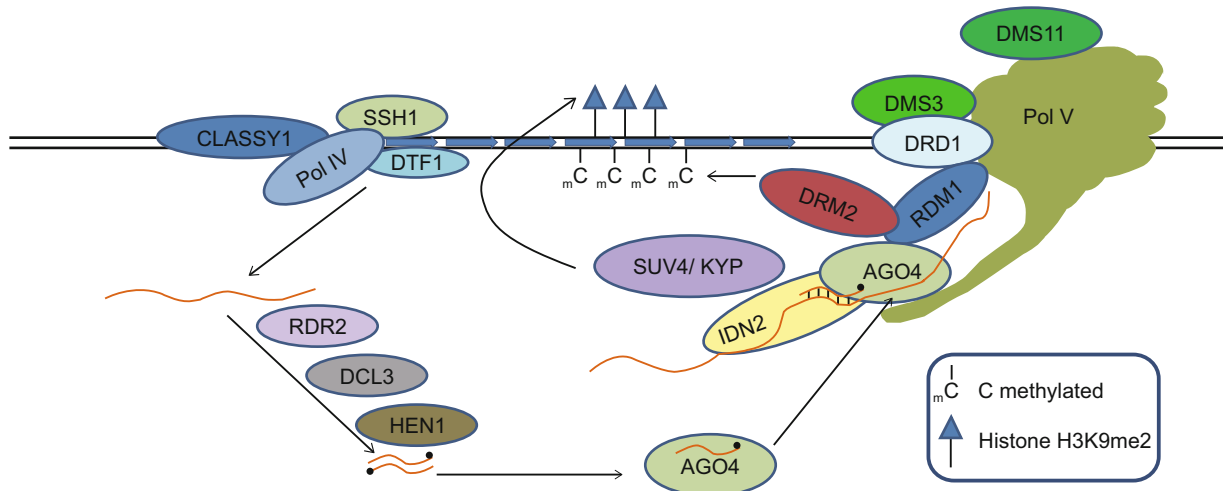 DMS11
SSH1
DMS3
Pol V
CLASSY1
DRD1
Pol IV
DTF1
mC mC mC mC
DRM2
RDM1
SUV4/ KYP
AGO4
IDN2
RDR2
DCL3
HEN1
AGO4
mC C methylated
Histone H3K9me2